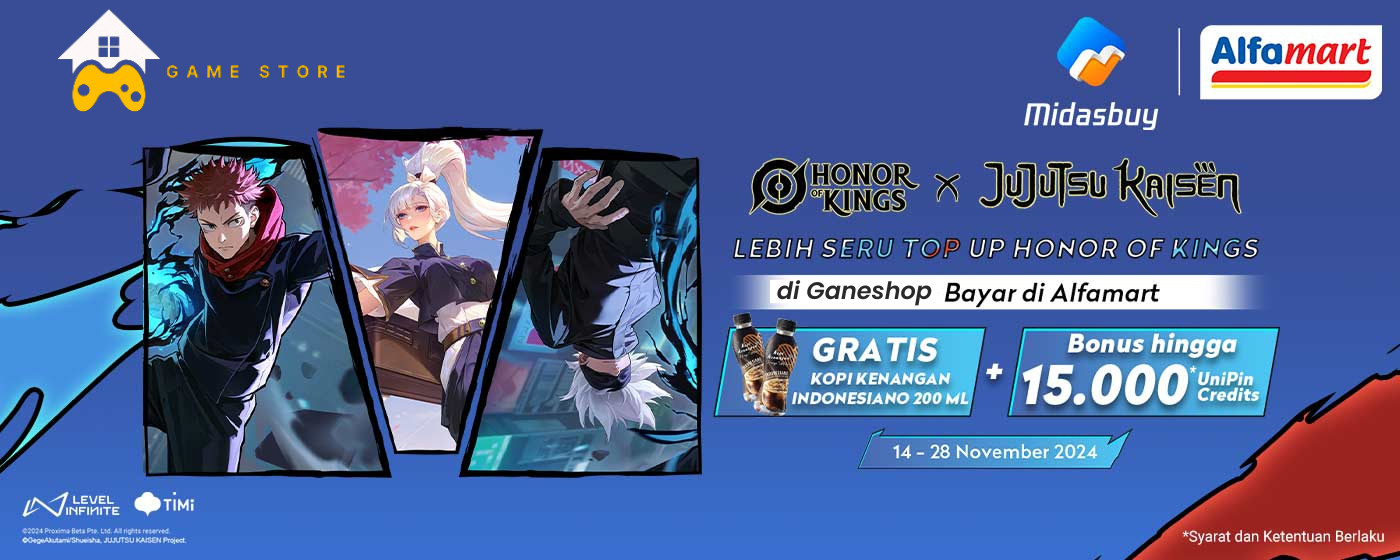 GAME STORE
Midasbuy
Alfamart
HONOR OF KINGS x JUJUTSU KAISEN
LEBIH SERU TOP UP HONOR OF KINGS
di Ganeshop Bayar di Alfamart
GRATIS
KOPI KENANGAN
INDONESIANO 200 ML
+
Bonus hingga
15.000* UniPin Credits
14 - 28 November 2024
LEVEL INFINITE
TiMi
©2024 Proxima Beta Pte. Ltd. All rights reserved.
©GegeAkutami/Shueisha, JUJUTSU KAISEN Project.
*Syarat dan Ketentuan Berlaku